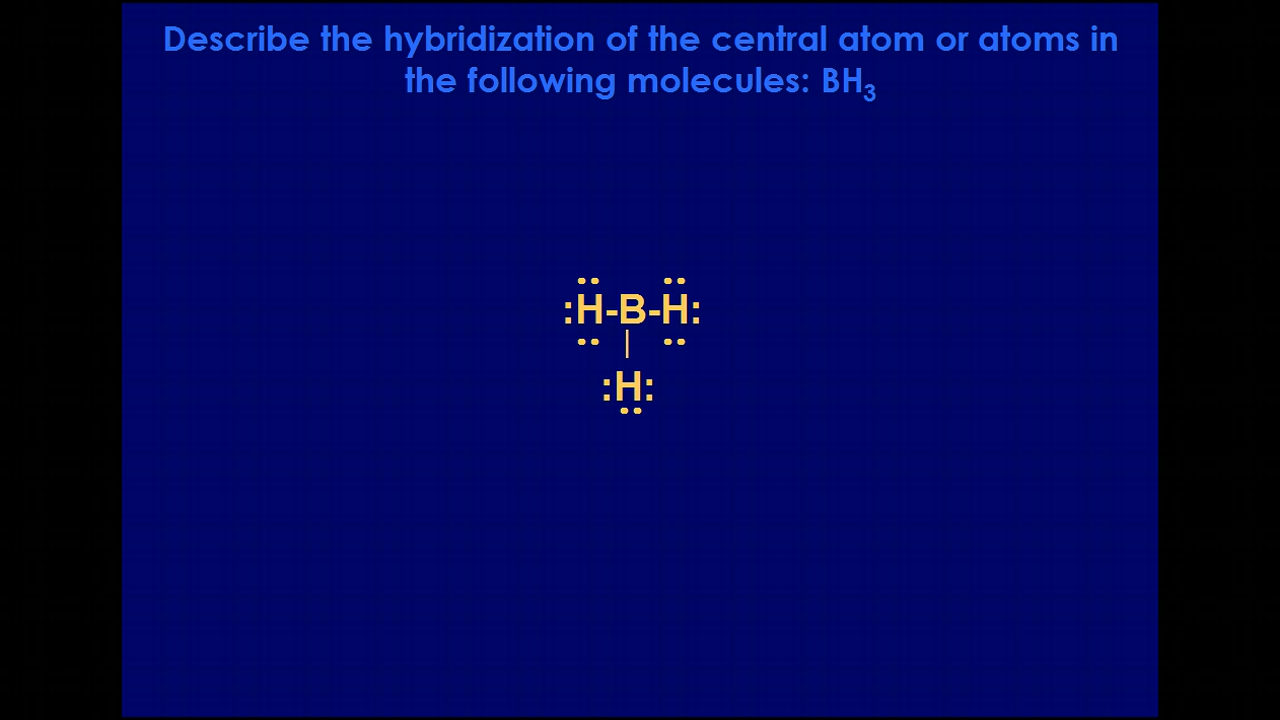 Describe the hybridization of the central atom or atoms in
the following molecules: BH₃
:H-B-H:
|
:H: